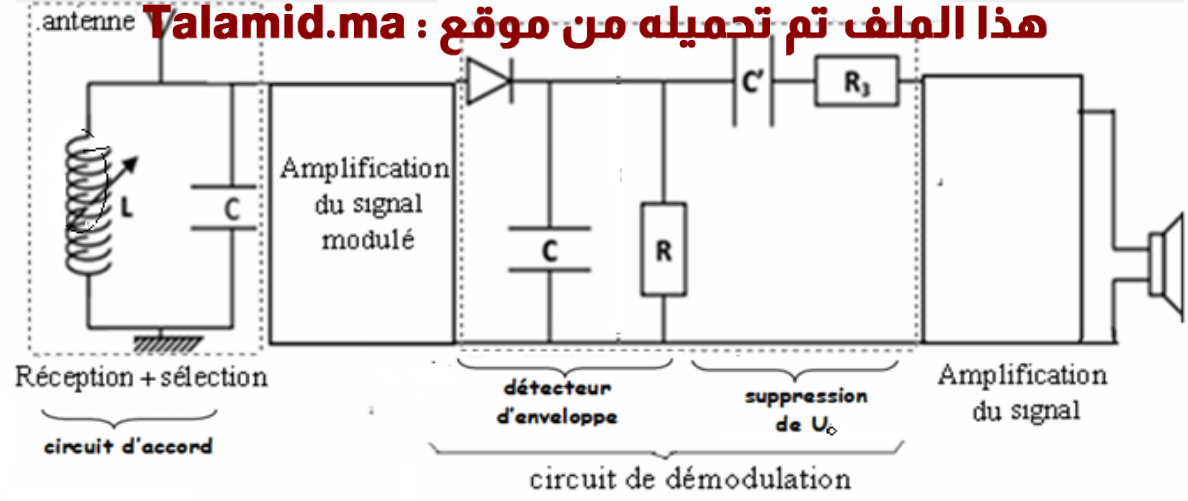 .antenne
هذا الملف تم تحميله من موقع : Talamid.ma
L
C
Amplification
du signal
modulé
C
R
C'
R₃
Réception + sélection
circuit d'accord
détecteur
d'enveloppe
suppression
de U₀
circuit de démodulation
Amplification
du signal